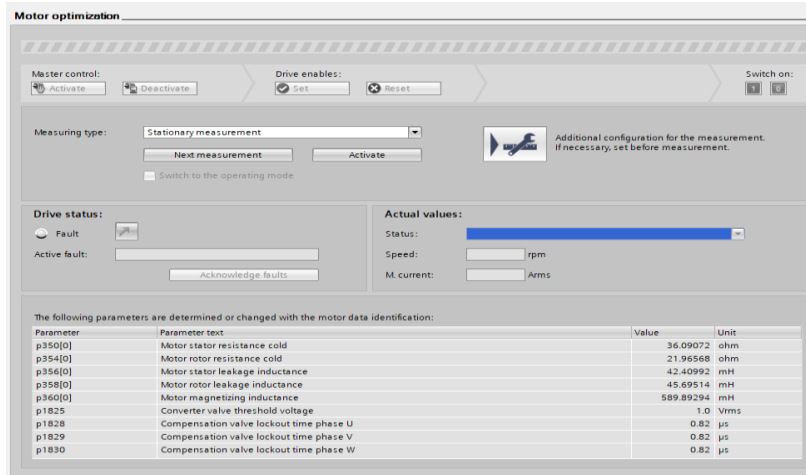 Motor optimization
Master control:
Drive enables:
Switch on:
Activate
Deactivate
Set
Reset
1
0
Measuring type:
Stationary measurement
Additional configuration for the measurement.
If necessary, set before measurement.
Next measurement
Activate
Switch to the operating mode
Drive status:
Actual values:
Fault
Status:
Active fault:
Speed:
rpm
Acknowledge faults
M. current:
Arms
The following parameters are determined or changed with the motor data identification:
Parameter Parameter text Value Unit
p350[0] Motor stator resistance cold 36.09072 ohm
p354[0] Motor rotor resistance cold 21.96568 ohm
p356[0] Motor stator leakage inductance 42.40992 mH
p358[0] Motor rotor leakage inductance 45.69514 mH
p360[0] Motor magnetizing inductance 589.89294 mH
p1825 Converter valve threshold voltage 1.0 Vrms
p1828 Compensation valve lockout time phase U 0.82 µs
p1829 Compensation valve lockout time phase V 0.82 µs
p1830 Compensation valve lockout time phase W 0.82 µs